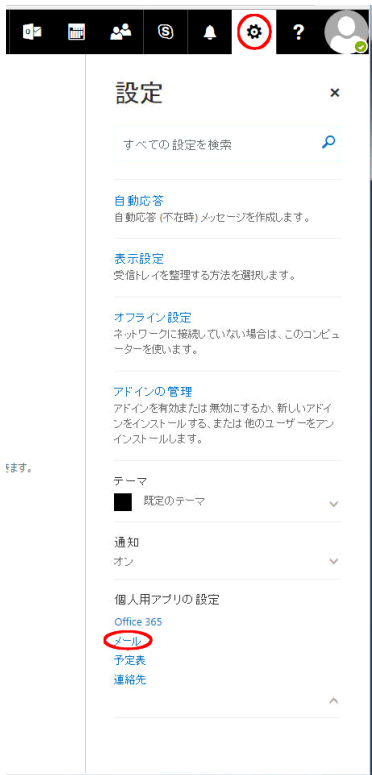 ?
設定
×
すべての設定を検索
自動応答
自動応答 (不在時) メッセージを作成します。
表示設定
受信トレイを整理する方法を選択します。
オフライン設定
ネットワークに接続していない場合は、このコンピュ
ーターを使います。
アドインの管理
アドインを有効または無効にするか、新しいアドイ
ンをインストールする、または他のユーザーをアン
インストールします。
きます。
テーマ
既定のテーマ
通知
オン
個人用アプリの設定
Office 365
メール
予定表
連絡先